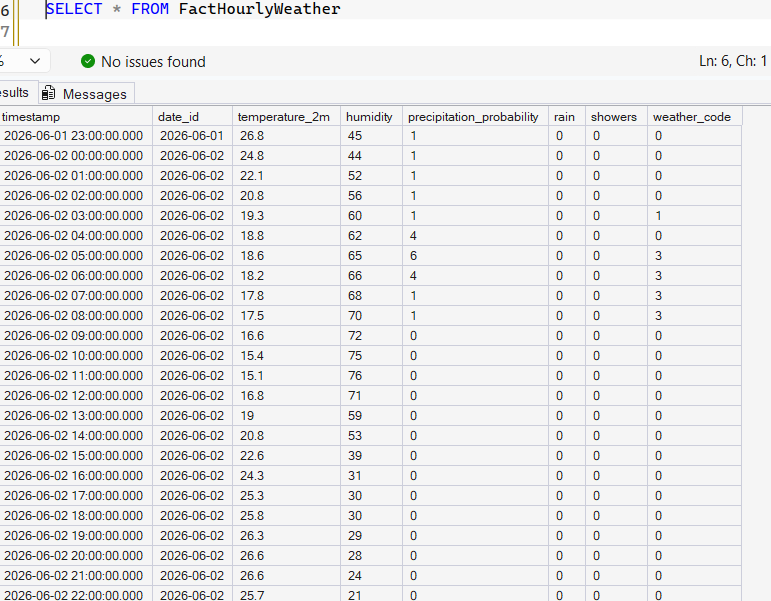 6 SELECT * FROM FactHourlyWeather
7
% No issues found Ln: 6, Ch: 1
esults Messages
timestamp date_id temperature_2m humidity precipitation_probability rain showers weather_code
2026-06-01 23:00:00.000 2026-06-01 26.8 45 1 0 0 0
2026-06-02 00:00:00.000 2026-06-02 24.8 44 1 0 0 0
2026-06-02 01:00:00.000 2026-06-02 22.1 52 1 0 0 0
2026-06-02 02:00:00.000 2026-06-02 20.8 56 1 0 0 0
2026-06-02 03:00:00.000 2026-06-02 19.3 60 1 0 0 1
2026-06-02 04:00:00.000 2026-06-02 18.8 62 4 0 0 0
2026-06-02 05:00:00.000 2026-06-02 18.6 65 6 0 0 3
2026-06-02 06:00:00.000 2026-06-02 18.2 66 4 0 0 3
2026-06-02 07:00:00.000 2026-06-02 17.8 68 1 0 0 3
2026-06-02 08:00:00.000 2026-06-02 17.5 70 1 0 0 3
2026-06-02 09:00:00.000 2026-06-02 16.6 72 0 0 0 0
2026-06-02 10:00:00.000 2026-06-02 15.4 75 0 0 0 0
2026-06-02 11:00:00.000 2026-06-02 15.1 76 0 0 0 0
2026-06-02 12:00:00.000 2026-06-02 16.8 71 0 0 0 0
2026-06-02 13:00:00.000 2026-06-02 19 59 0 0 0 0
2026-06-02 14:00:00.000 2026-06-02 20.8 53 0 0 0 0
2026-06-02 15:00:00.000 2026-06-02 22.6 39 0 0 0 0
2026-06-02 16:00:00.000 2026-06-02 24.3 31 0 0 0 0
2026-06-02 17:00:00.000 2026-06-02 25.3 30 0 0 0 0
2026-06-02 18:00:00.000 2026-06-02 25.8 30 0 0 0 0
2026-06-02 19:00:00.000 2026-06-02 26.3 29 0 0 0 0
2026-06-02 20:00:00.000 2026-06-02 26.6 28 0 0 0 0
2026-06-02 21:00:00.000 2026-06-02 26.6 24 0 0 0 0
2026-06-02 22:00:00.000 2026-06-02 25.7 21 0 0 0 0